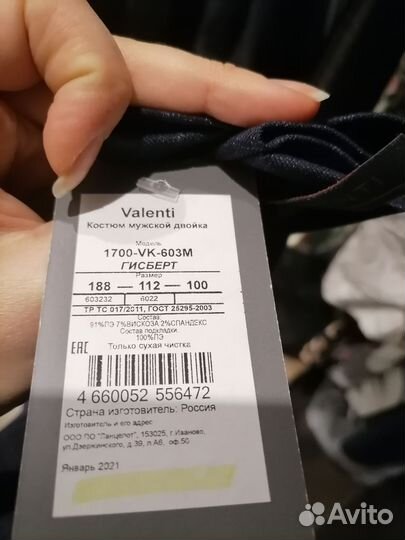 Valenti
Костюм мужской двойка
Модель
1700-VK-603М
ГИСБЕРТ
Размер
188 — 112 — 100
603232 6022
ТР ТС 017/2011, ГОСТ 25295-2003
Состав:
91%ПЭ 7%ВИСКОЗА 2%СПАНДЕКС
Состав подкладки:
100%ПЭ
Только сухая чистка
EAC
4 660052 556472
Страна изготовитель: Россия
Изготовитель и его адрес
ООО ПО "Ланцелот", 153025, г.Иваново,
ул.Дзержинского, д.39, л.А6, оф.50
Январь 2021
Avito